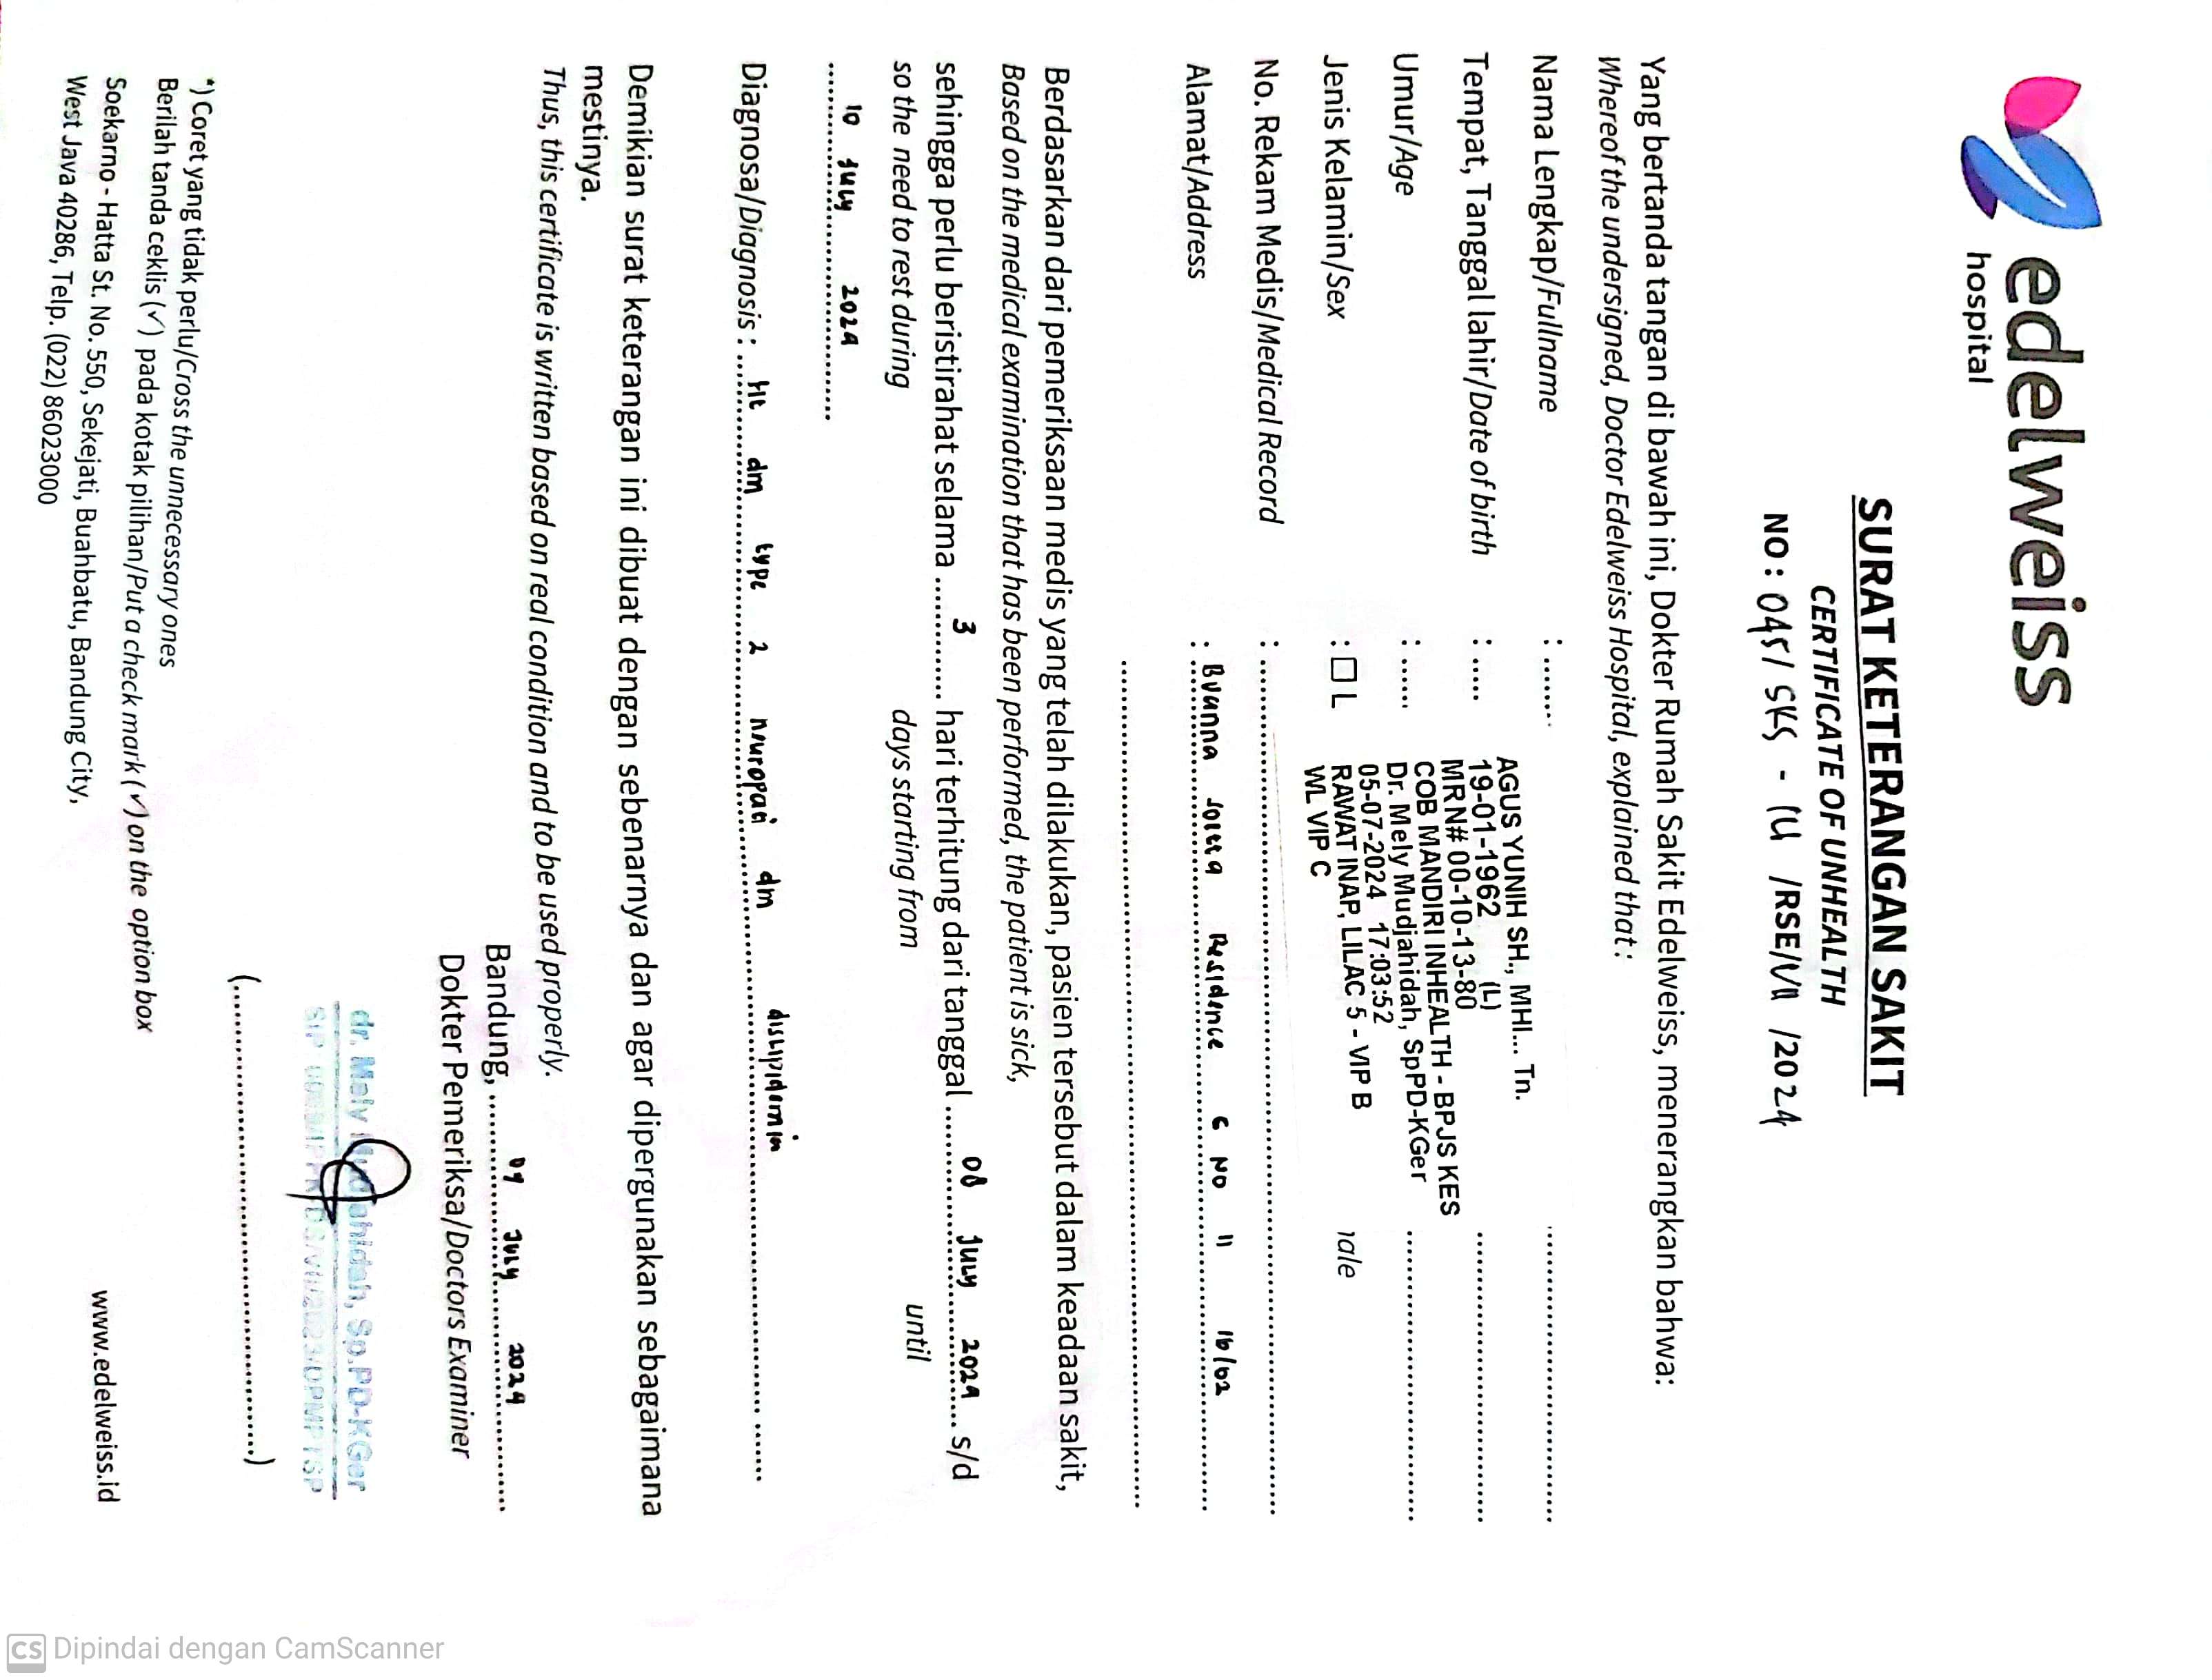 edelweiss
hospital
SURAT KETERANGAN SAKIT
CERTIFICATE OF UNHEALTH
NO : 045/ SKS - IU /RSE/VII /2024
Yang bertanda tangan di bawah ini, Dokter Rumah Sakit Edelweiss, menerangkan bahwa:
Whereof the undersigned, Doctor Edelweiss Hospital, explained that :
Nama Lengkap/Fullname :
Tempat, Tanggal lahir/Date of birth :
Umur/Age :
Jenis Kelamin/Sex : ☐ L
AGUS YUNIH SH., MHI... Tn.
19-01-1962 (L)
MRN# 00-10-13-80
COB MANDIRI INHEALTH - BPJS KES
Dr. Mely Mudjahidah, SpPD-KGer
05-07-2024 17:03:52
RAWAT INAP, LILAC 5 - VIP B
WL VIP C
No. Rekam Medis/Medical Record :
Alamat/Address : Buanna Residence C NO 11 16/02
Berdasarkan dari pemeriksaan medis yang telah dilakukan, pasien tersebut dalam keadaan sakit,
Based on the medical examination that has been performed, the patient is sick,
sehingga perlu beristirahat selama 3 hari terhitung dari tanggal 08 July 2024 s/d
so the need to rest during days starting from until
10 July 2024
Diagnosa/Diagnosis : Ht dm type 2 neuropati dm dislipidemia
Demikian surat keterangan ini dibuat dengan sebenarnya dan agar dipergunakan sebagaimana
mestinya.
Thus, this certificate is written based on real condition and to be used properly.
Bandung, 09 July 2024
Dokter Pemeriksa/Doctors Examiner
dr. Mely Mudjahidah, Sp.PD-KGer
*) Coret yang tidak perlu/Cross the unnecessary ones
Berilah tanda ceklis (✓) pada kotak pilihan/Put a check mark (✓) on the option box
Soekarno - Hatta St. No. 550, Sekejati, Buahbatu, Bandung City,
West Java 40286, Telp. (022) 86023000
www.edelweiss.id
CS Dipindai dengan CamScanner